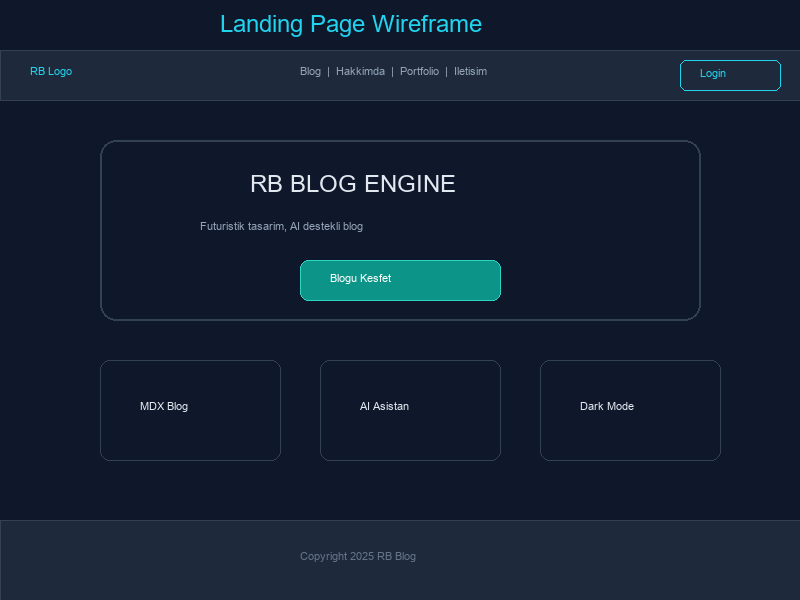 Landing Page Wireframe
RB Logo
Blog | Hakkimda | Portfolio | Iletisim
Login
RB BLOG ENGINE
Futuristik tasarim, AI destekli blog
Blogu Kesfet
MDX Blog
AI Asistan
Dark Mode
Copyright 2025 RB Blog